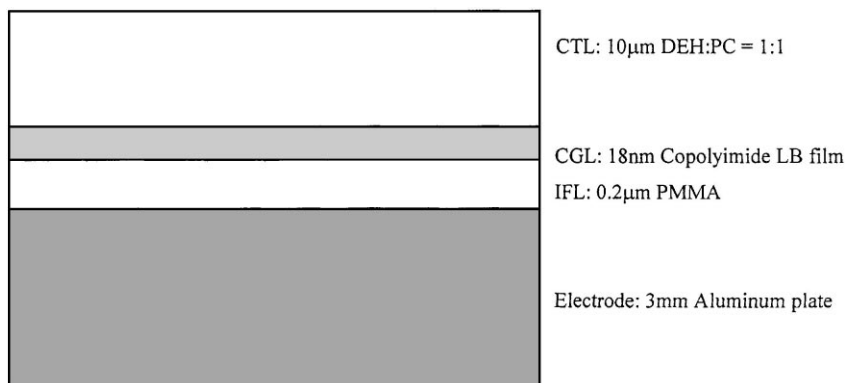 CTL: 10μm DEH:PC = 1:1
CGL: 18nm Copolyimide LB film
IFL: 0.2μm PMMA
Electrode: 3mm Aluminum plate